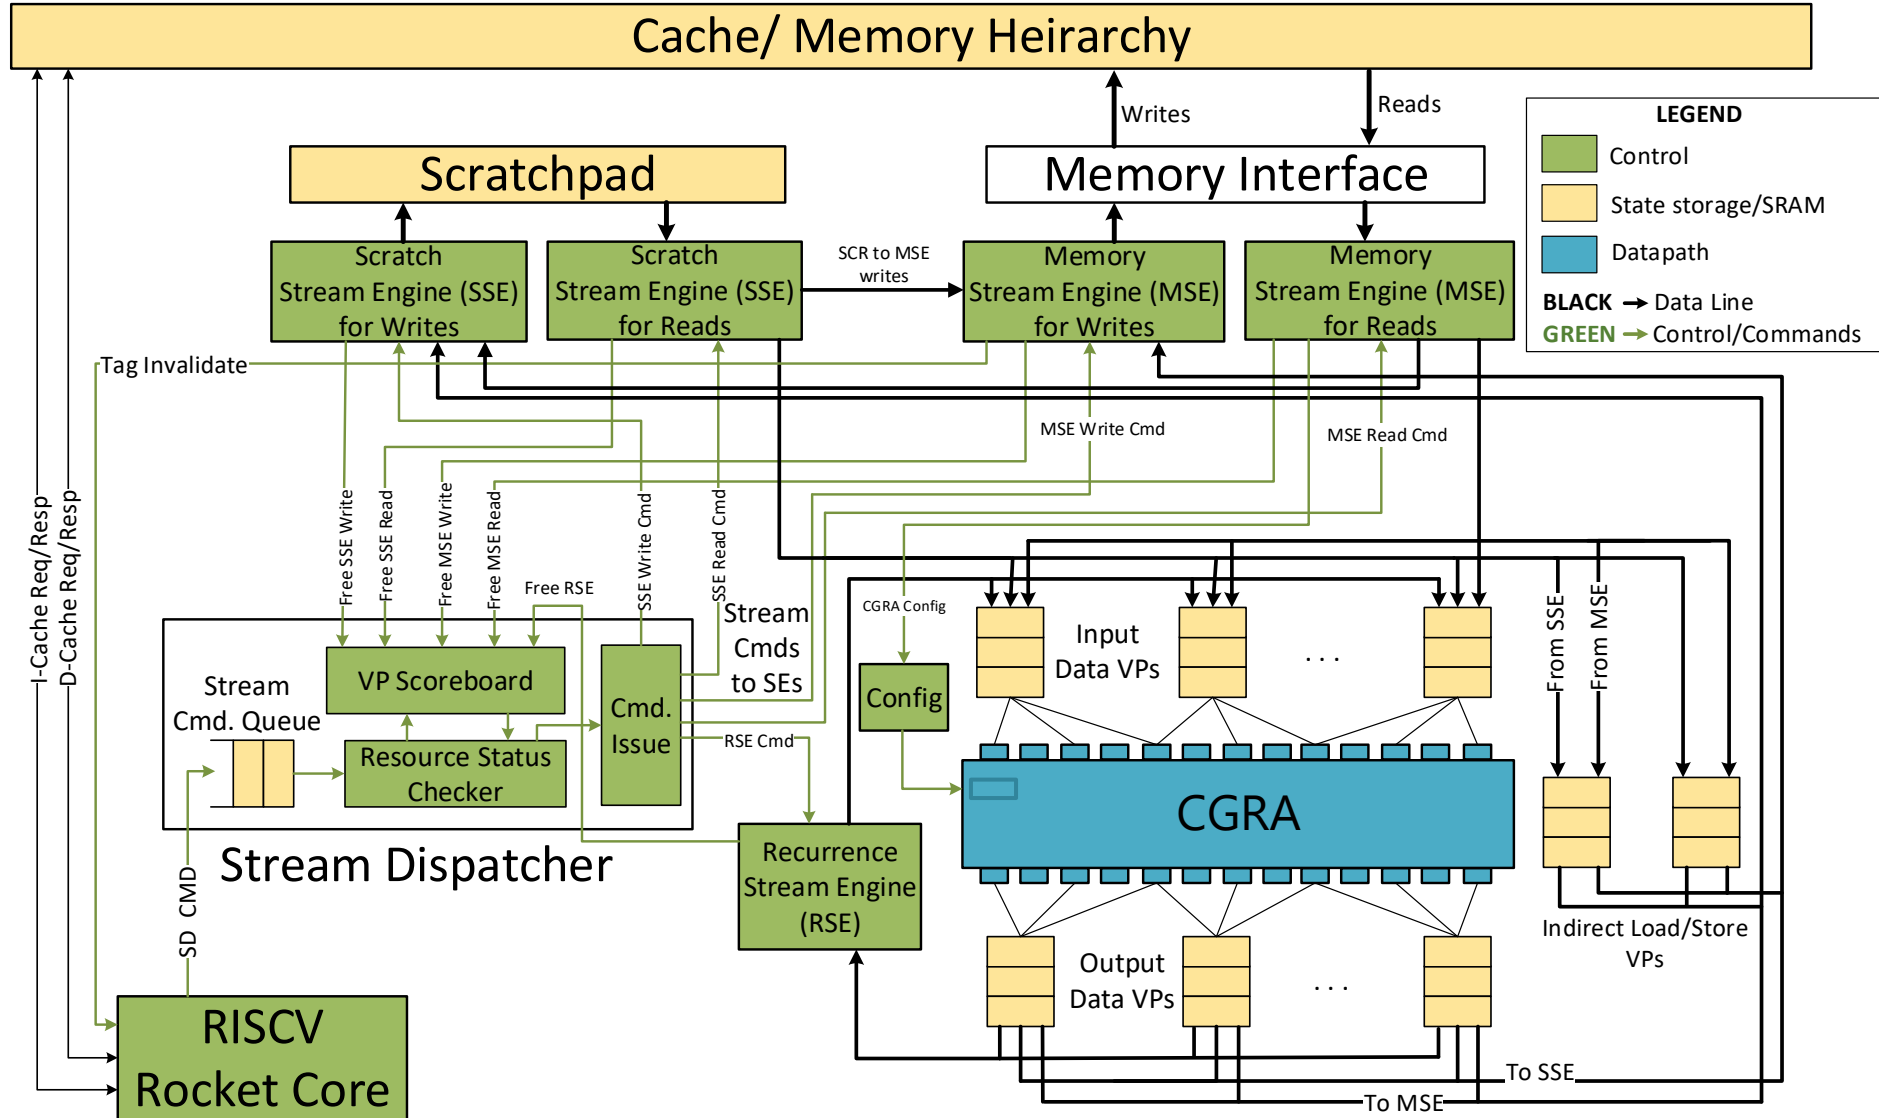 Cache/ Memory Heirarchy
Writes
Reads
LEGEND
Control
State storage/SRAM
Datapath
BLACK Data Line
GREEN Control/Commands
Scratchpad
Memory Interface
Scratch
Stream Engine (SSE)
for Writes
Scratch
Stream Engine (SSE)
for Reads
SCR to MSE
writes
Memory
Stream Engine (MSE)
for Writes
Memory
Stream Engine (MSE)
for Reads
Tag Invalidate
MSE Write Cmd
MSE Read Cmd
I-Cache Req/Resp
D-Cache Req/Resp
Free SSE Write
Free SSE Read
Free MSE Write
Free MSE Read
Free RSE
SSE Write Cmd
SSE Read Cmd
Stream
Cmds
to SEs
CGRA Config
Input
Data VPs
. . .
From SSE
From MSE
VP Scoreboard
Stream
Cmd. Queue
Resource Status
Checker
Cmd.
Issue
RSE Cmd
Config
CGRA
Stream Dispatcher
Recurrence
Stream Engine
(RSE)
SD CMD
Indirect Load/Store
VPs
Output
Data VPs
. . .
RISCV
Rocket Core
To SSE
To MSE